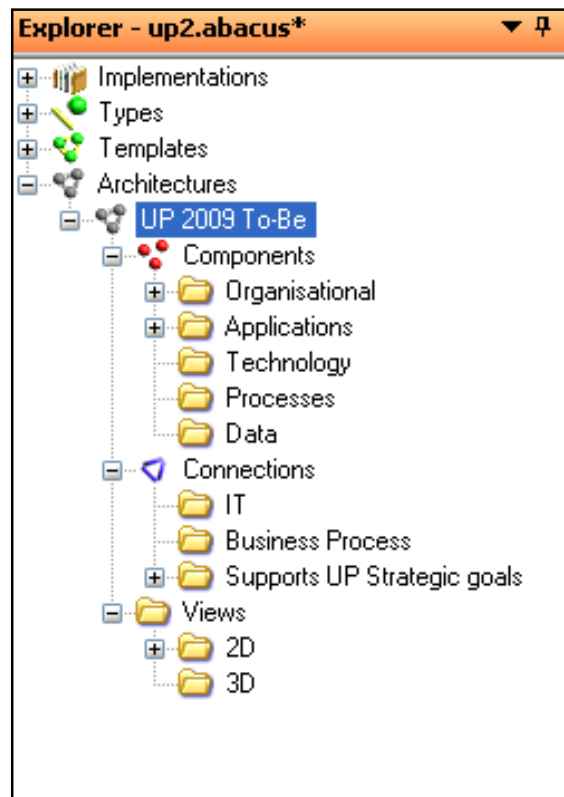 Explorer - up2.abacus*
Implementations
Types
Templates
Architectures
UP 2009 To-Be
Components
Organisational
Applications
Technology
Processes
Data
Connections
IT
Business Process
Supports UP Strategic goals
Views
2D
3D